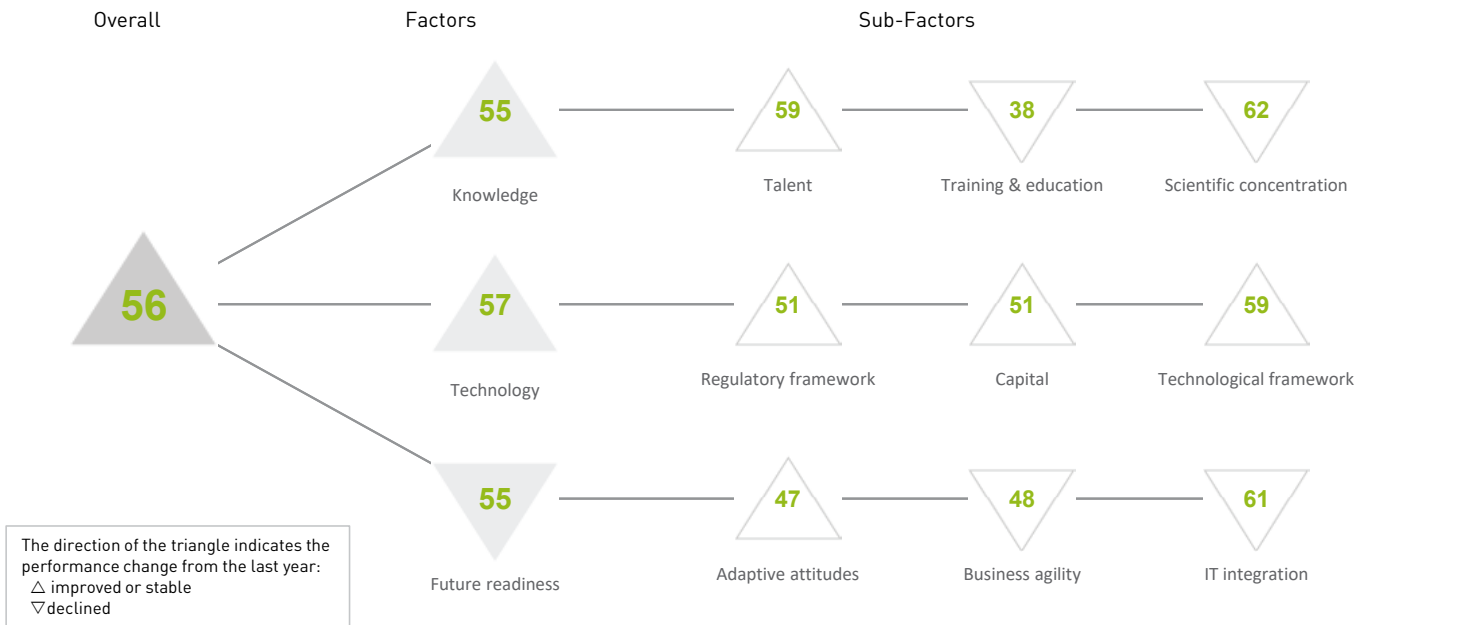 Overall Factors Sub-Factors
55 59 38 62
Knowledge Talent Training & education Scientific concentration
56 57 51 51 59
Technology Regulatory framework Capital Technological framework
55 47 48 61
Future readiness Adaptive attitudes Business agility IT integration
The direction of the triangle indicates the
performance change from the last year:
△ improved or stable
▽ declined